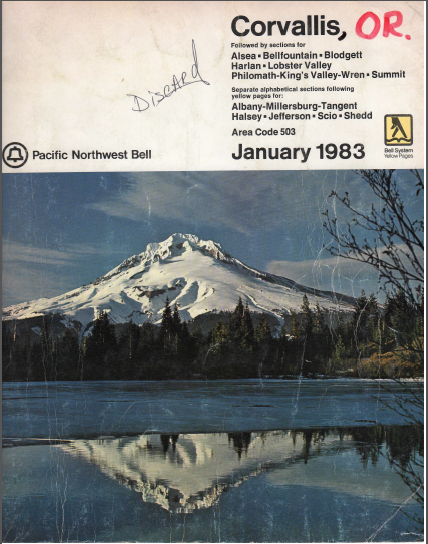 Corvallis, OR.
Followed by sections for
Alsea • Bellfountain • Blodgett
Harlan • Lobster Valley
Philomath-King's Valley-Wren • Summit
Separate alphabetical sections following
yellow pages for:
Albany-Millersburg-Tangent
Halsey • Jefferson • Scio • Shedd
Area Code 503
January 1983
DISCARD
Pacific Northwest Bell
Bell System
Yellow Pages